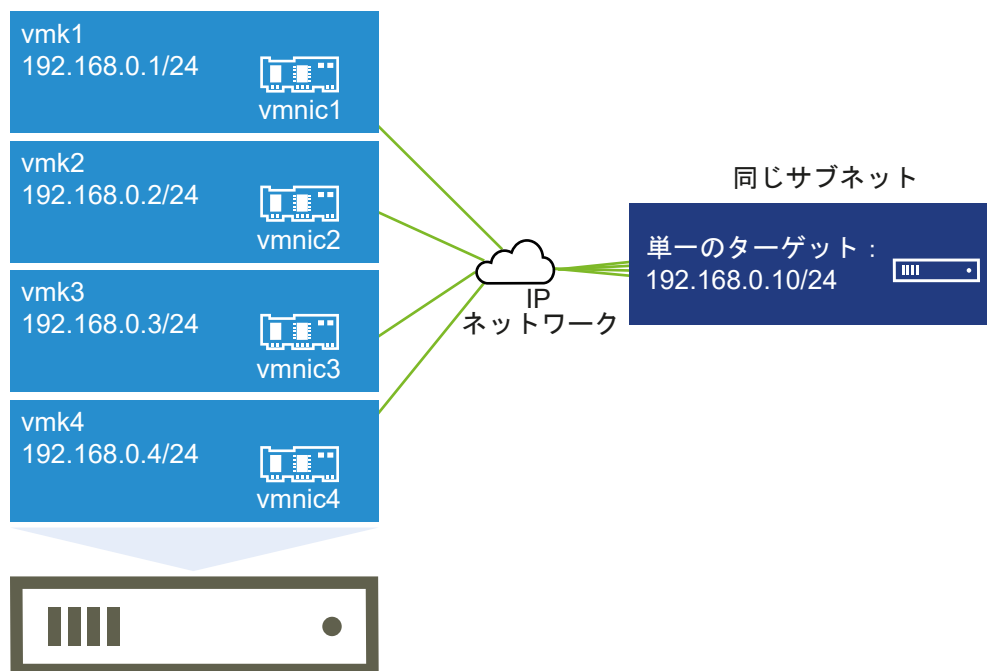 vmk1
192.168.0.1/24
vmnic1
vmk2
192.168.0.2/24
vmnic2
vmk3
192.168.0.3/24
vmnic3
vmk4
192.168.0.4/24
vmnic4
IP
ネットワーク
同じサブネット
単一のターゲット：
192.168.0.10/24